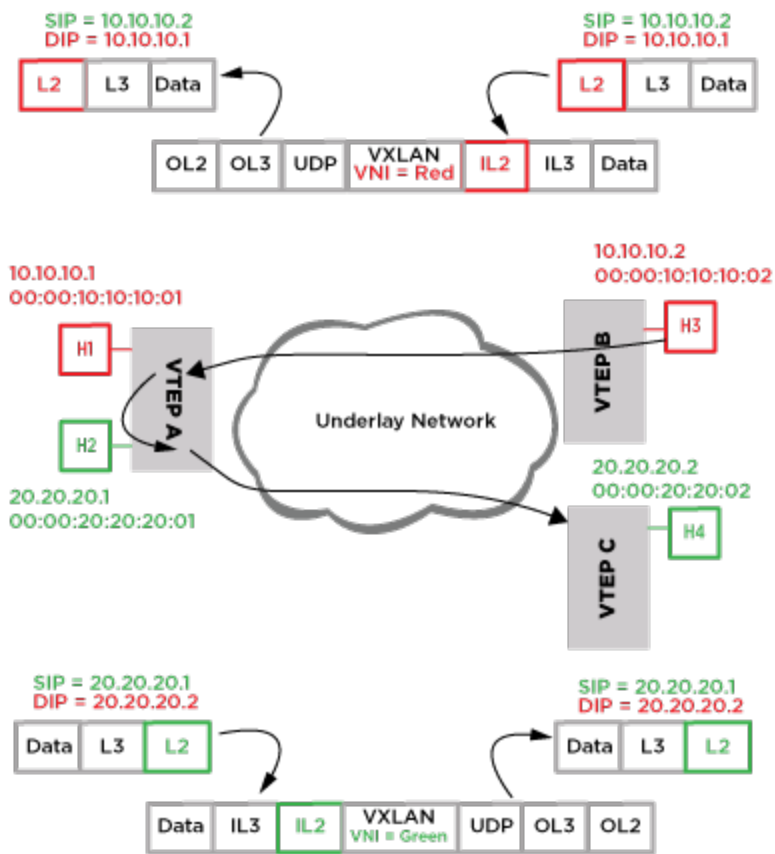 SIP = 10.10.10.2
DIP = 10.10.10.1
L2 L3 Data
SIP = 10.10.10.2
DIP = 10.10.10.1
L2 L3 Data
OL2 OL3 UDP VXLAN VNI = Red IL2 IL3 Data
10.10.10.1
00:00:10:10:10:01
H1
VTEP A
H2
20.20.20.1
00:00:20:20:20:01
Underlay Network
10.10.10.2
00:00:10:10:10:02
VTEP B
H3
20.20.20.2
00:00:20:20:02
VTEP C
H4
SIP = 20.20.20.1
DIP = 20.20.20.2
Data L3 L2
SIP = 20.20.20.1
DIP = 20.20.20.2
Data L3 L2
Data IL3 IL2 VXLAN VNI = Green UDP OL3 OL2